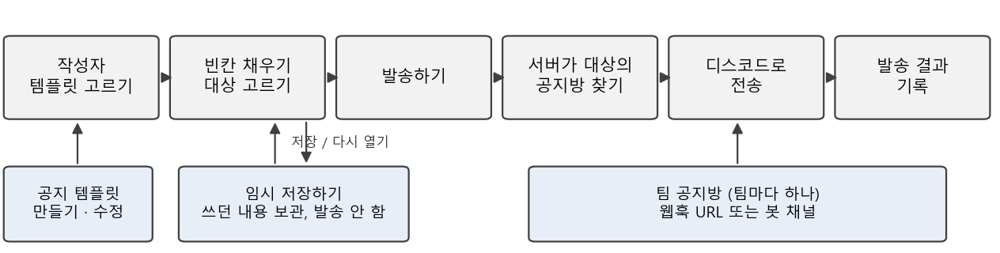 작성자
템플릿 고르기
빈칸 채우기
대상 고르기
발송하기
서버가 대상의
공지방 찾기
디스코드로
전송
발송 결과
기록
저장 / 다시 열기
공지 템플릿
만들기 · 수정
임시 저장하기
쓰던 내용 보관, 발송 안 함
팀 공지방 (팀마다 하나)
웹훅 URL 또는 봇 채널